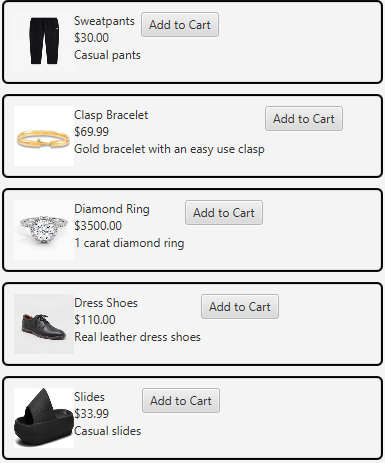 Sweatpants
Add to Cart
$30.00
Casual pants
Clasp Bracelet
Add to Cart
$69.99
Gold bracelet with an easy use clasp
Diamond Ring
Add to Cart
$3500.00
1 carat diamond ring
Dress Shoes
Add to Cart
$110.00
Real leather dress shoes
Slides
Add to Cart
$33.99
Casual slides